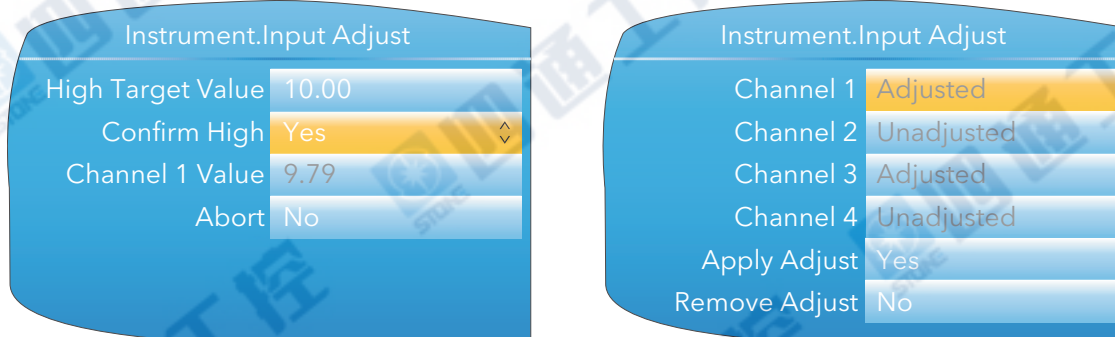 Instrument.Input Adjust
High Target Value 10.00
Confirm High Yes
Channel 1 Value 9.79
Abort No
Instrument.Input Adjust
Channel 1 Adjusted
Channel 2 Unadjusted
Channel 3 Adjusted
Channel 4 Unadjusted
Apply Adjust Yes
Remove Adjust No
STONE
STONE